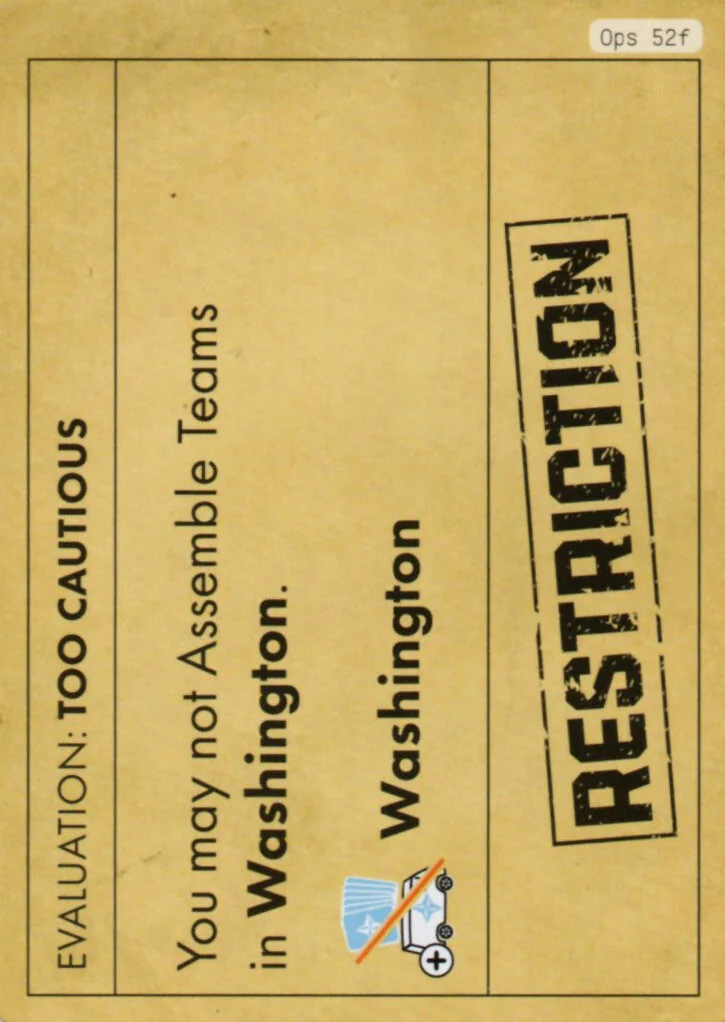 Ops 52f
EVALUATION: TOO CAUTIOUS
You may not Assemble Teams
in Washington.
Washington
RESTRICTION